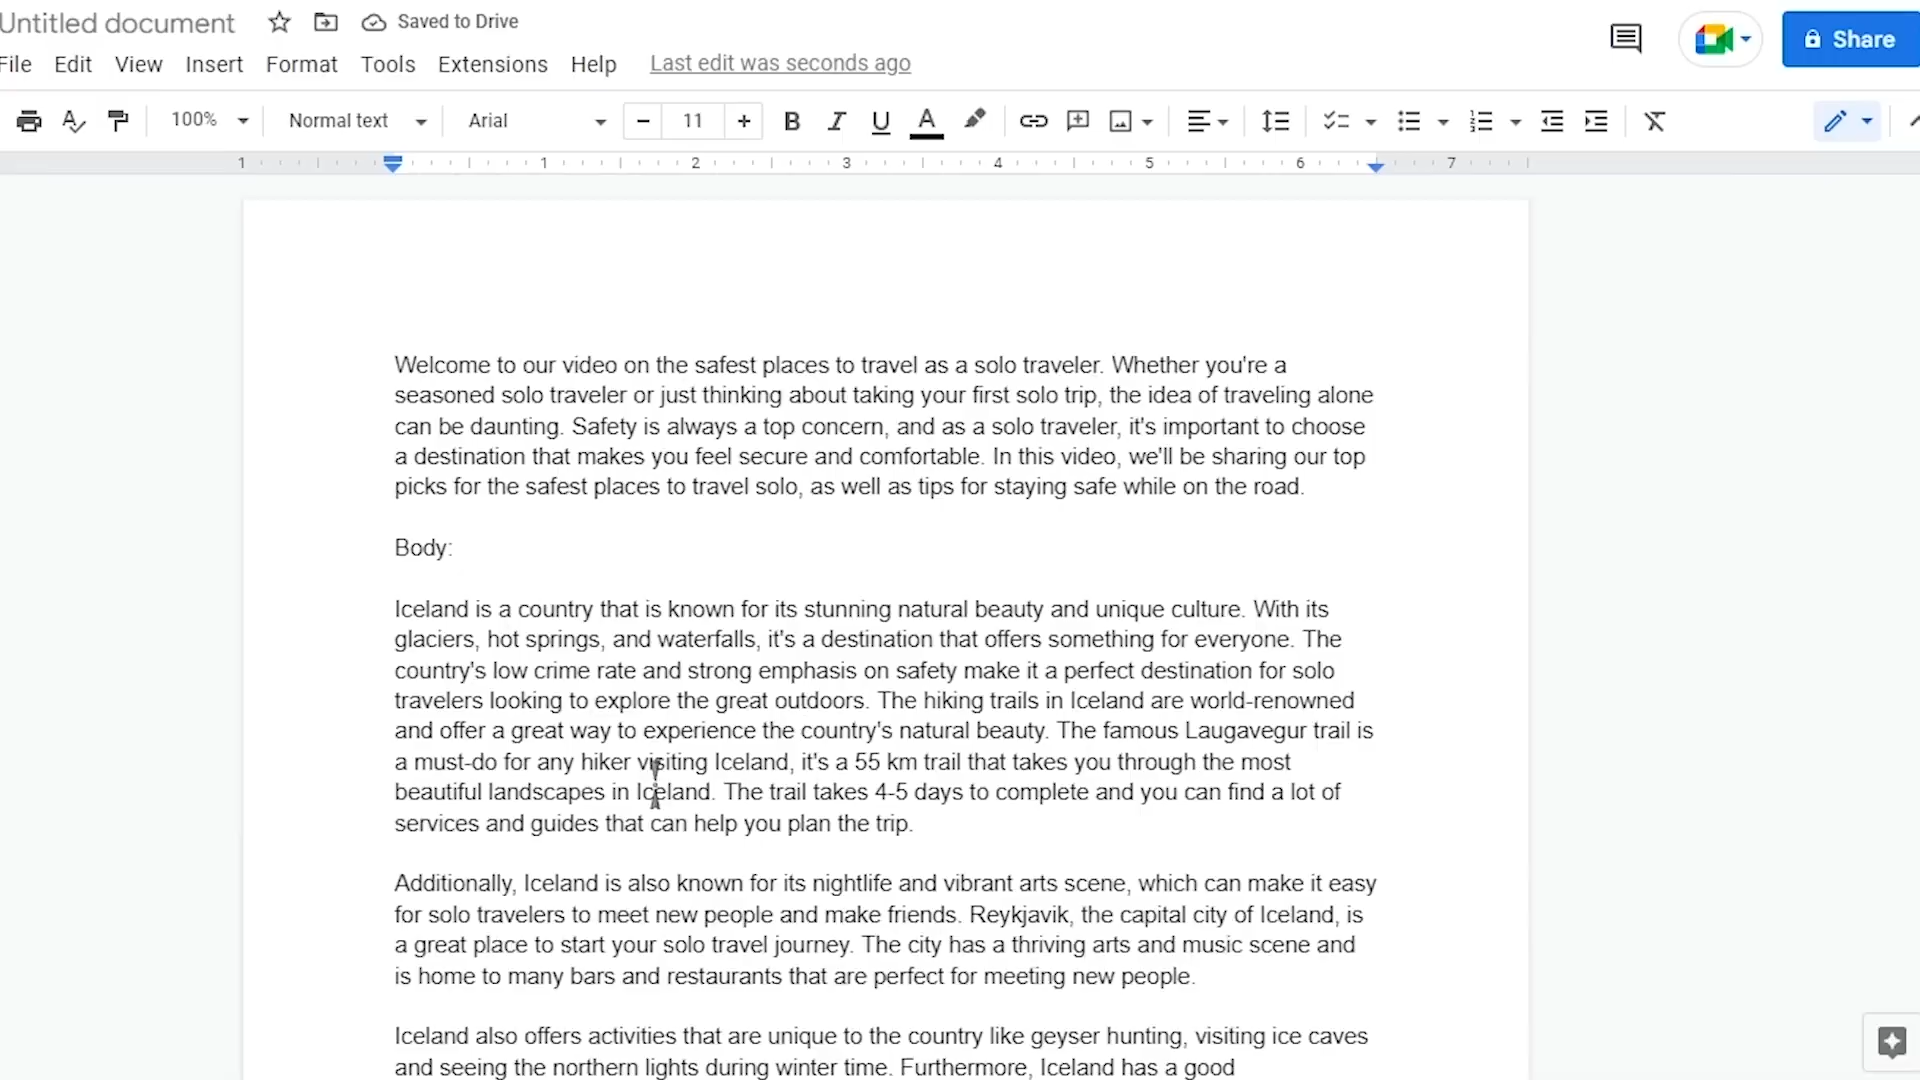 Untitled document Saved to Drive
File Edit View Insert Format Tools Extensions Help Last edit was seconds ago
Share
100% Normal text Arial 11 B I U A
1 1 2 3 4 5 6 7
Welcome to our video on the safest places to travel as a solo traveler. Whether you're a
seasoned solo traveler or just thinking about taking your first solo trip, the idea of traveling alone
can be daunting. Safety is always a top concern, and as a solo traveler, it's important to choose
a destination that makes you feel secure and comfortable. In this video, we'll be sharing our top
picks for the safest places to travel solo, as well as tips for staying safe while on the road.
Body:
Iceland is a country that is known for its stunning natural beauty and unique culture. With its
glaciers, hot springs, and waterfalls, it's a destination that offers something for everyone. The
country's low crime rate and strong emphasis on safety make it a perfect destination for solo
travelers looking to explore the great outdoors. The hiking trails in Iceland are world-renowned
and offer a great way to experience the country's natural beauty. The famous Laugavegur trail is
a must-do for any hiker visiting Iceland, it's a 55 km trail that takes you through the most
beautiful landscapes in Iceland. The trail takes 4-5 days to complete and you can find a lot of
services and guides that can help you plan the trip.
Additionally, Iceland is also known for its nightlife and vibrant arts scene, which can make it easy
for solo travelers to meet new people and make friends. Reykjavik, the capital city of Iceland, is
a great place to start your solo travel journey. The city has a thriving arts and music scene and
is home to many bars and restaurants that are perfect for meeting new people.
Iceland also offers activities that are unique to the country like geyser hunting, visiting ice caves
and seeing the northern lights during winter time. Furthermore, Iceland has a good